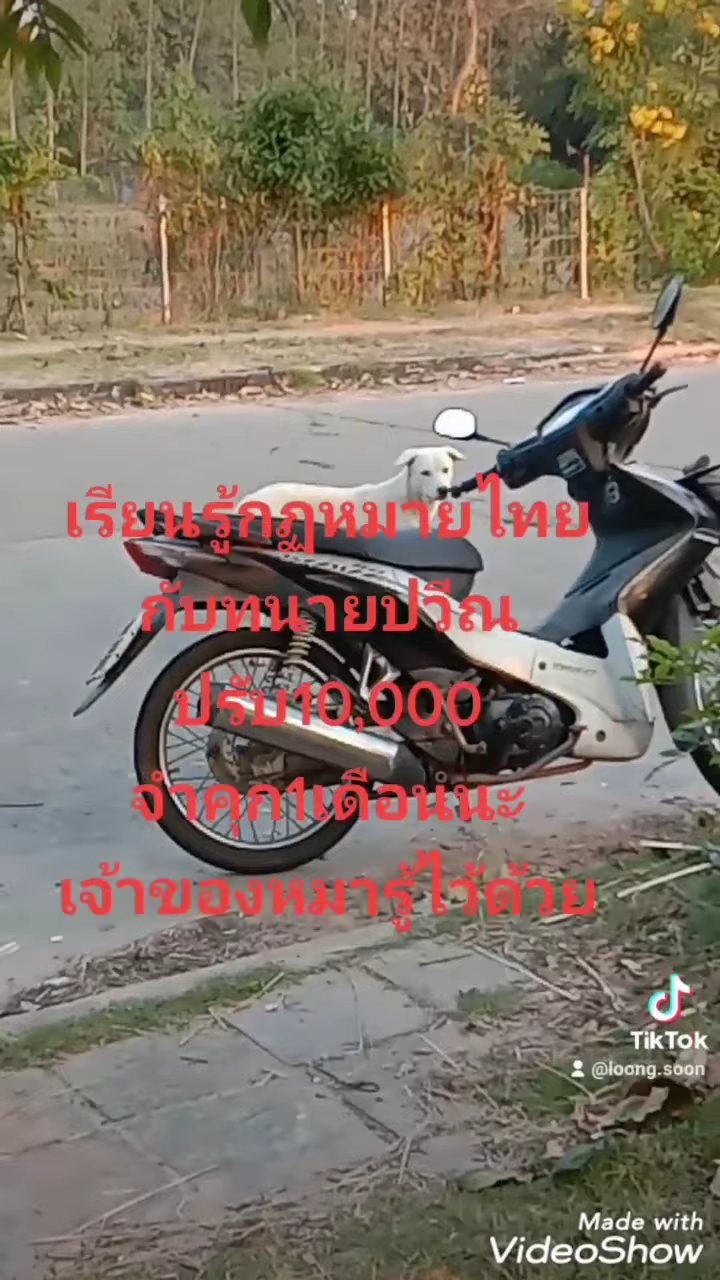 เรียนรู้กฎหมายไทย
กับทนายปวีณ
ปรับ10,000
จำคุก1เดือนนะ
เจ้าของหมารู้ไว้ด้วย
TikTok
@loang.soon
Made with
VideoShow